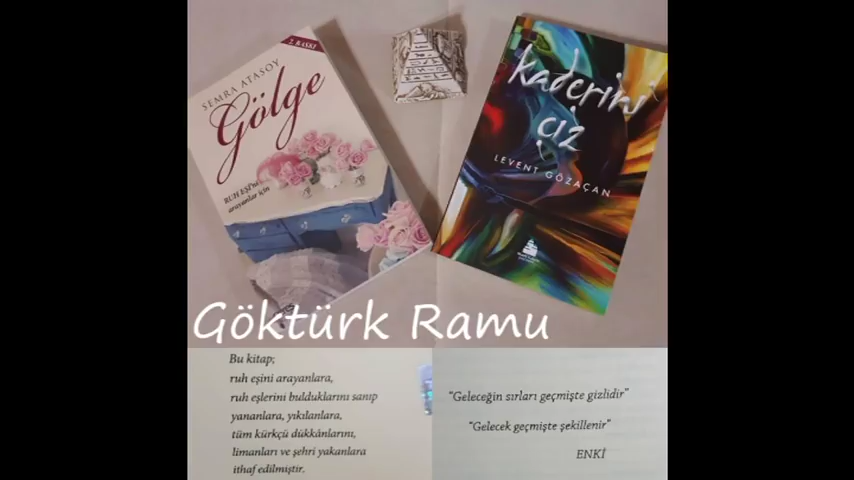 2. BASKI
SEMRA ATASOY
Gölge
RUH EŞİNİ
arayanlar için
kaderini
çiz
LEVENT GÖZAÇAN
Göktürk Ramu
Bu kitap;
ruh eşini arayanlara,
ruh eşlerini bulduklarını sanıp
yananlara, yıkılanlara,
tüm kürkçü dükkânlarını,
limanları ve şehri yakanlara
ithaf edilmiştir.
"Geleceğin sırları geçmişte gizlidir"
"Gelecek geçmişte şekillenir"
ENKİ